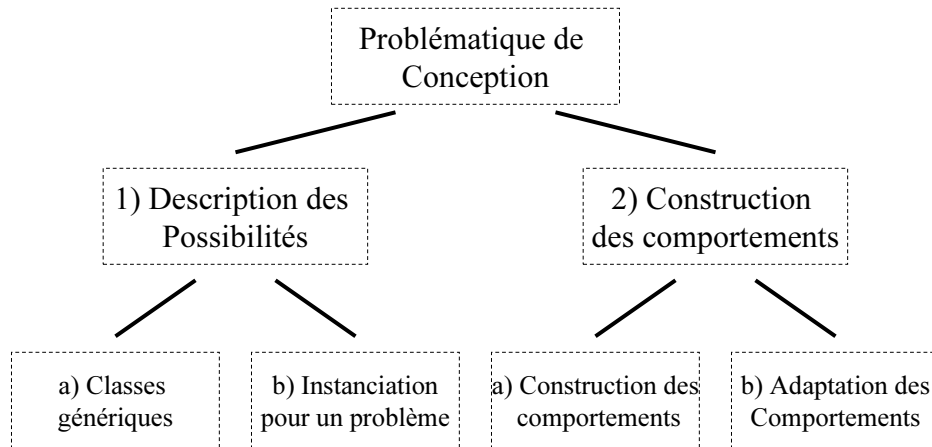 Problématique de
Conception
1) Description des
Possibilités
2) Construction
des comportements
a) Classes
génériques
b) Instanciation
pour un problème
a) Construction des
comportements
b) Adaptation des
Comportements